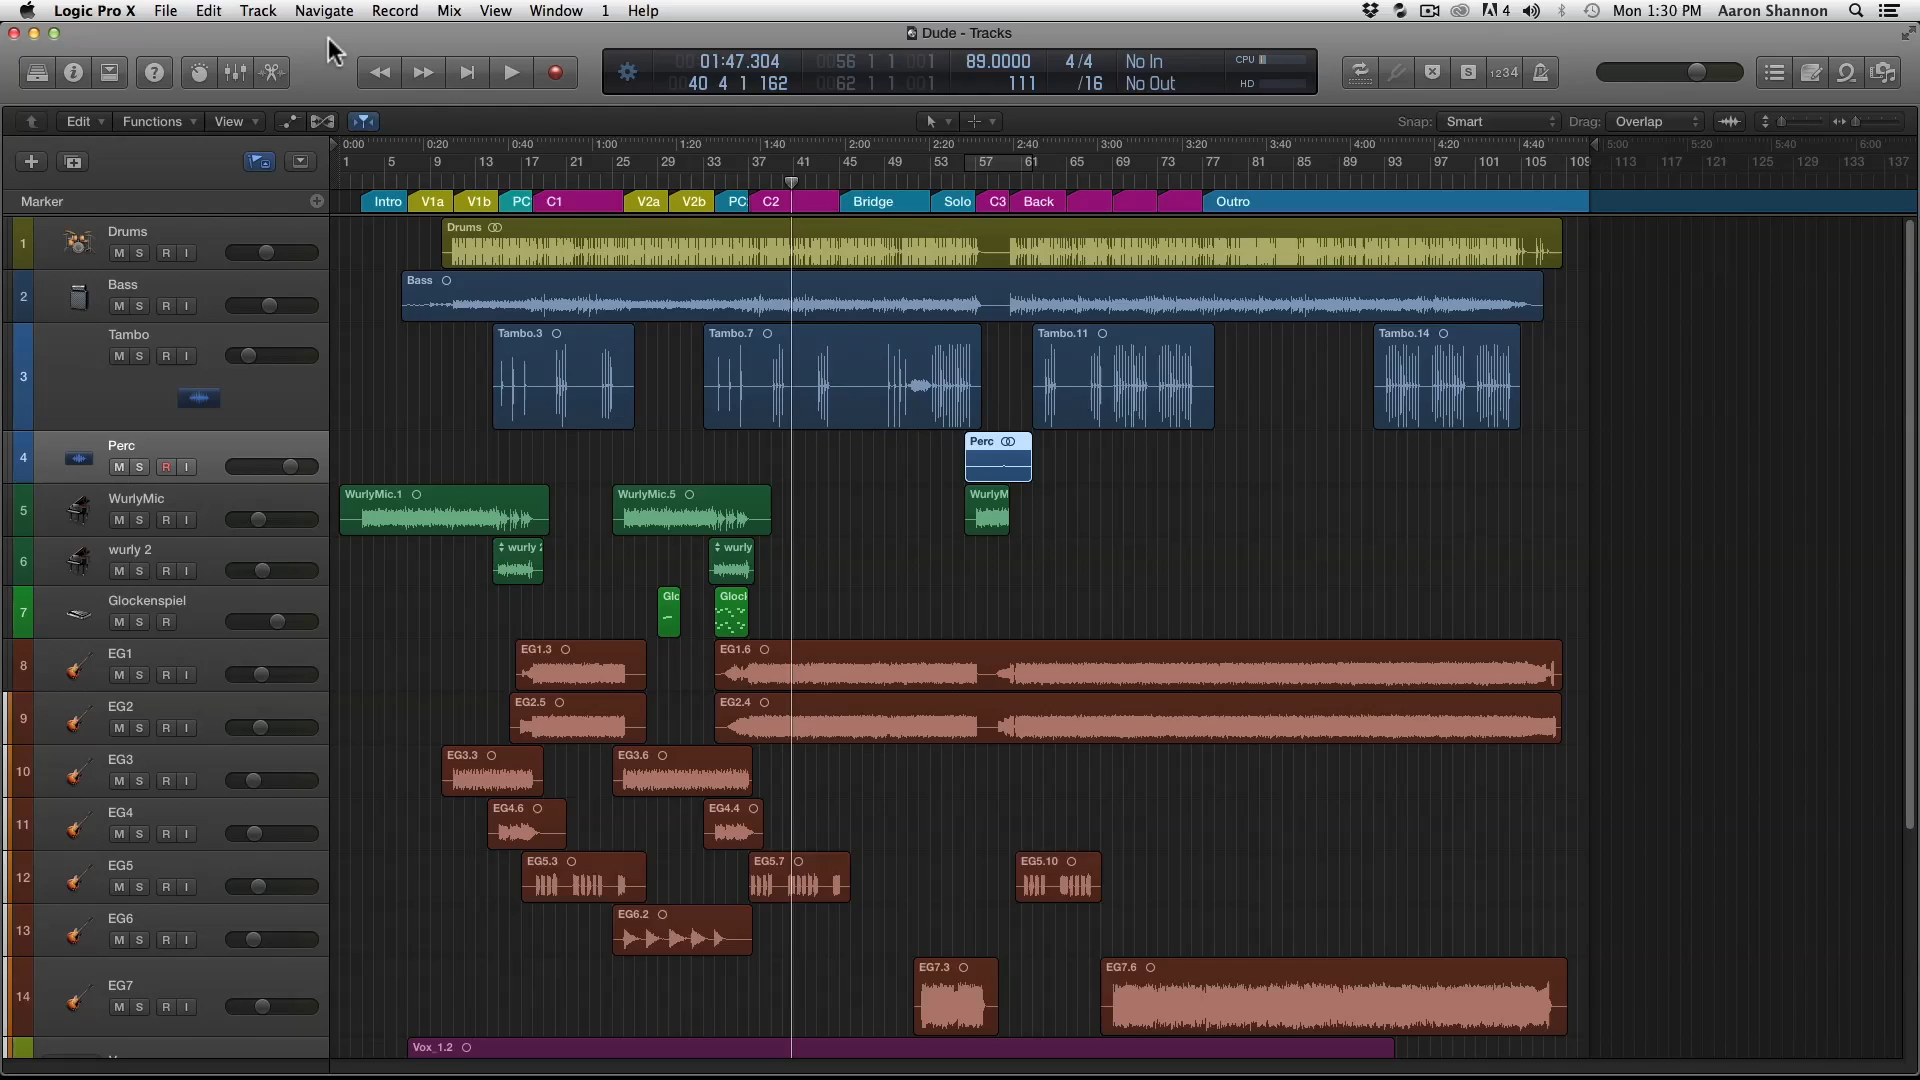 Logic Pro X File Edit Track Navigate Record Mix View Window 1 Help 4 Mon 1:30 PM Aaron Shannon
Dude - Tracks
01:47.304 0056 1 1 001 89.0000 4/4 No In CPU
40 4 1 162 0062 1 1 001 111 /16 No Out HD
S 1234
Edit Functions View Snap: Smart Drag: Overlap
0:00 0:20 0:40 1:00 1:20 1:40 2:00 2:20 2:40 3:00 3:20 3:40 4:00 4:20 4:40 5:00 5:20 5:40 6:00
1 5 9 13 17 21 25 29 33 37 41 45 49 53 57 61 65 69 73 77 81 85 89 93 97 101 105 109 113 117 121 125 129 133 137
Marker Intro V1a V1b PC C1 V2a V2b PC C2 Bridge Solo C3 Back Outro
1 Drums M S R I Drums
2 Bass M S R I Bass
3 Tambo M S R I Tambo.3 Tambo.7 Tambo.11 Tambo.14
4 Perc M S R I Perc
5 WurlyMic M S R I WurlyMic.1 WurlyMic.5 WurlyM
6 wurly 2 M S R I wurly 2 wurly
7 Glockenspiel M S R Glo Glock
8 EG1 M S R I EG1.3 EG1.6
9 EG2 M S R I EG2.5 EG2.4
10 EG3 M S R I EG3.3 EG3.6
11 EG4 M S R I EG4.6 EG4.4
12 EG5 M S R I EG5.3 EG5.7 EG5.10
13 EG6 M S R I EG6.2
14 EG7 M S R I EG7.3 EG7.6
Vox_1.2